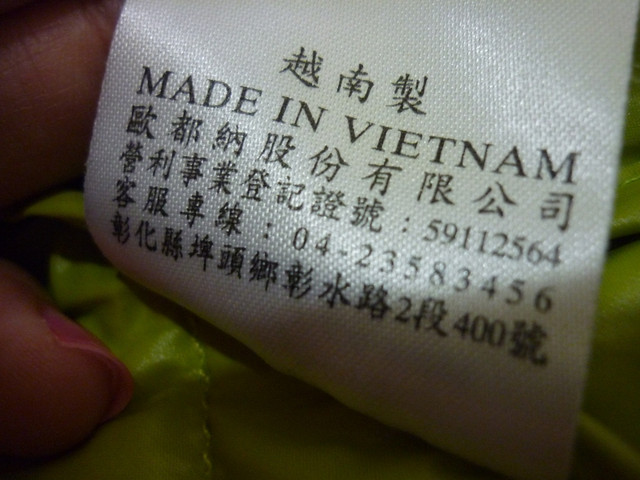 越南製
MADE IN VIETNAM
歐都納股份有限公司
營利事業登記證號：59112564
客服專線：04-23583456
彰化縣埤頭鄉彰水路2段400號